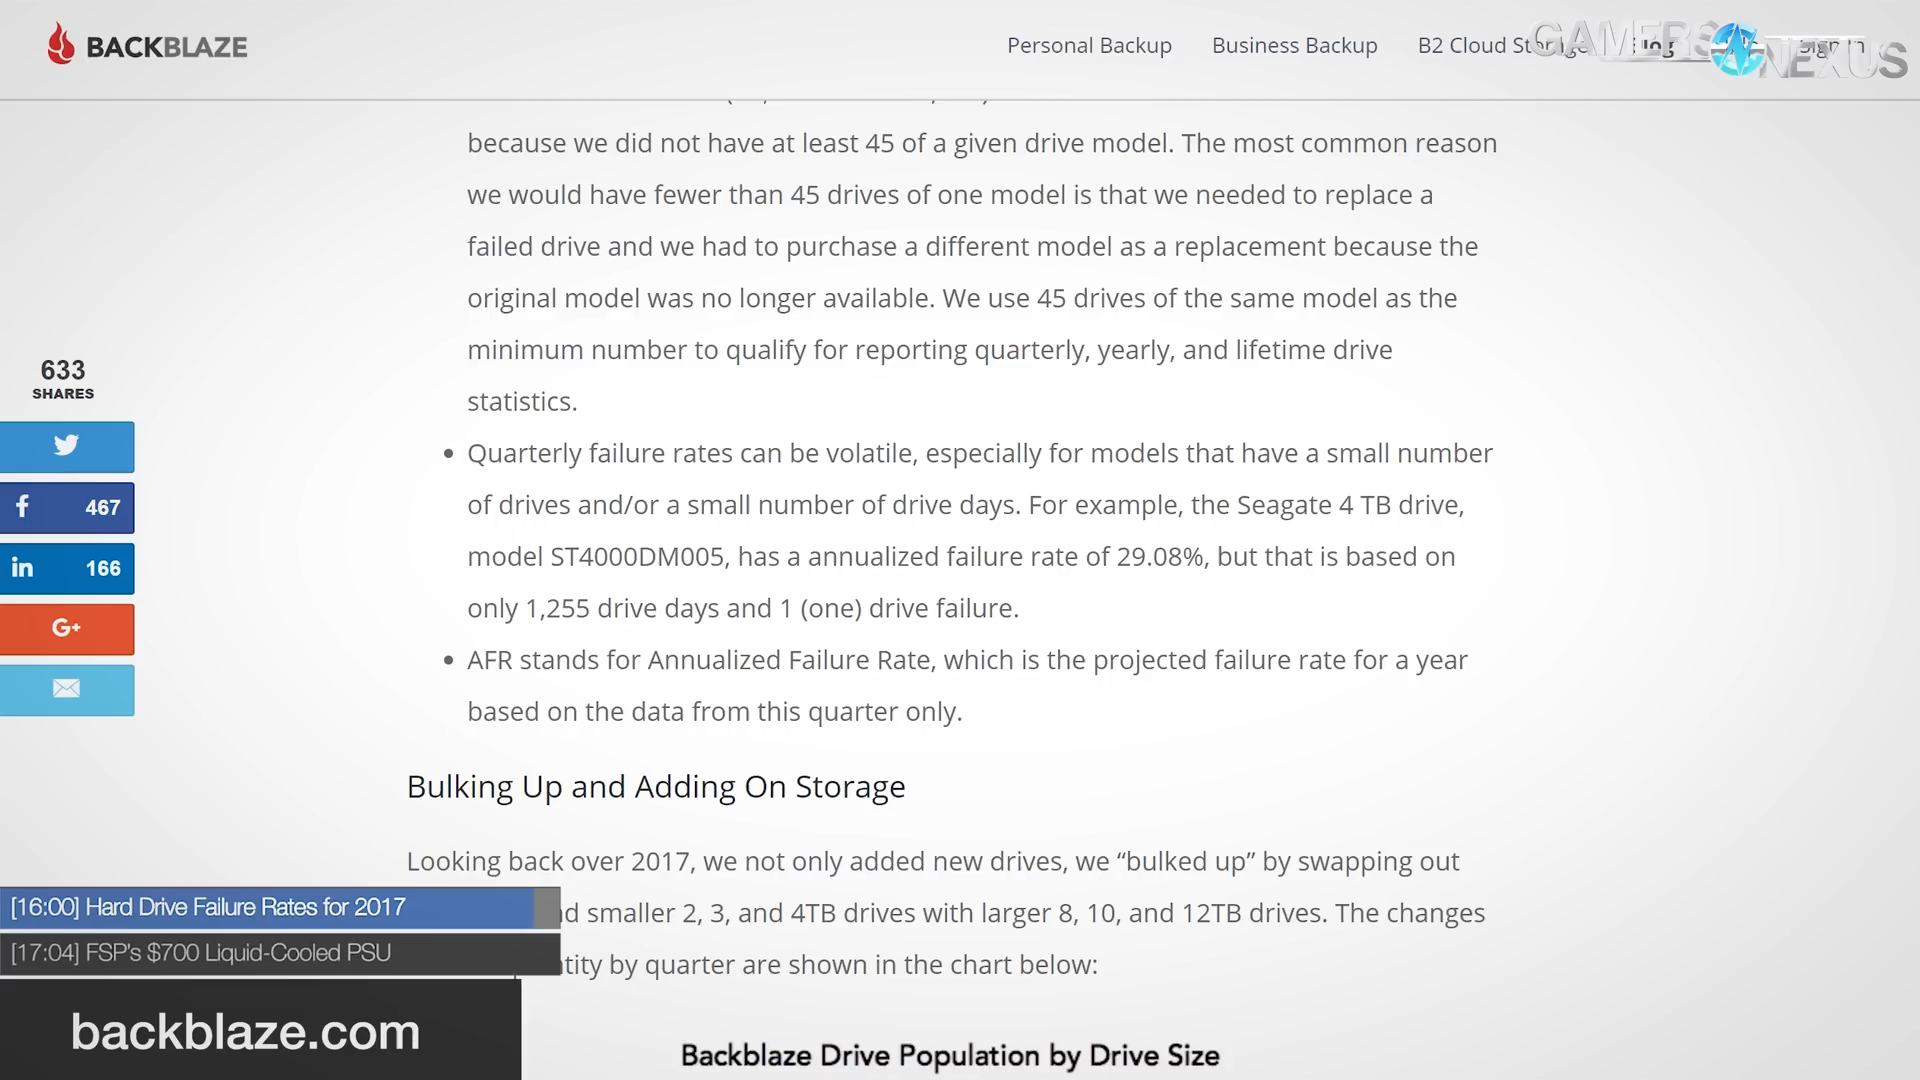 BACKBLAZE
Personal Backup Business Backup B2 Cloud Storage Blog Sign In
GAMERS NEXUS
because we did not have at least 45 of a given drive model. The most common reason
we would have fewer than 45 drives of one model is that we needed to replace a
failed drive and we had to purchase a different model as a replacement because the
original model was no longer available. We use 45 drives of the same model as the
minimum number to qualify for reporting quarterly, yearly, and lifetime drive
statistics.
633
SHARES
467
166
G+
• Quarterly failure rates can be volatile, especially for models that have a small number
of drives and/or a small number of drive days. For example, the Seagate 4 TB drive,
model ST4000DM005, has a annualized failure rate of 29.08%, but that is based on
only 1,255 drive days and 1 (one) drive failure.
• AFR stands for Annualized Failure Rate, which is the projected failure rate for a year
based on the data from this quarter only.
Bulking Up and Adding On Storage
Looking back over 2017, we not only added new drives, we “bulked up” by swapping out
smaller 2, 3, and 4TB drives with larger 8, 10, and 12TB drives. The changes
by quarter are shown in the chart below:
[16:00] Hard Drive Failure Rates for 2017
[17:04] FSP's $700 Liquid-Cooled PSU
backblaze.com
Backblaze Drive Population by Drive Size